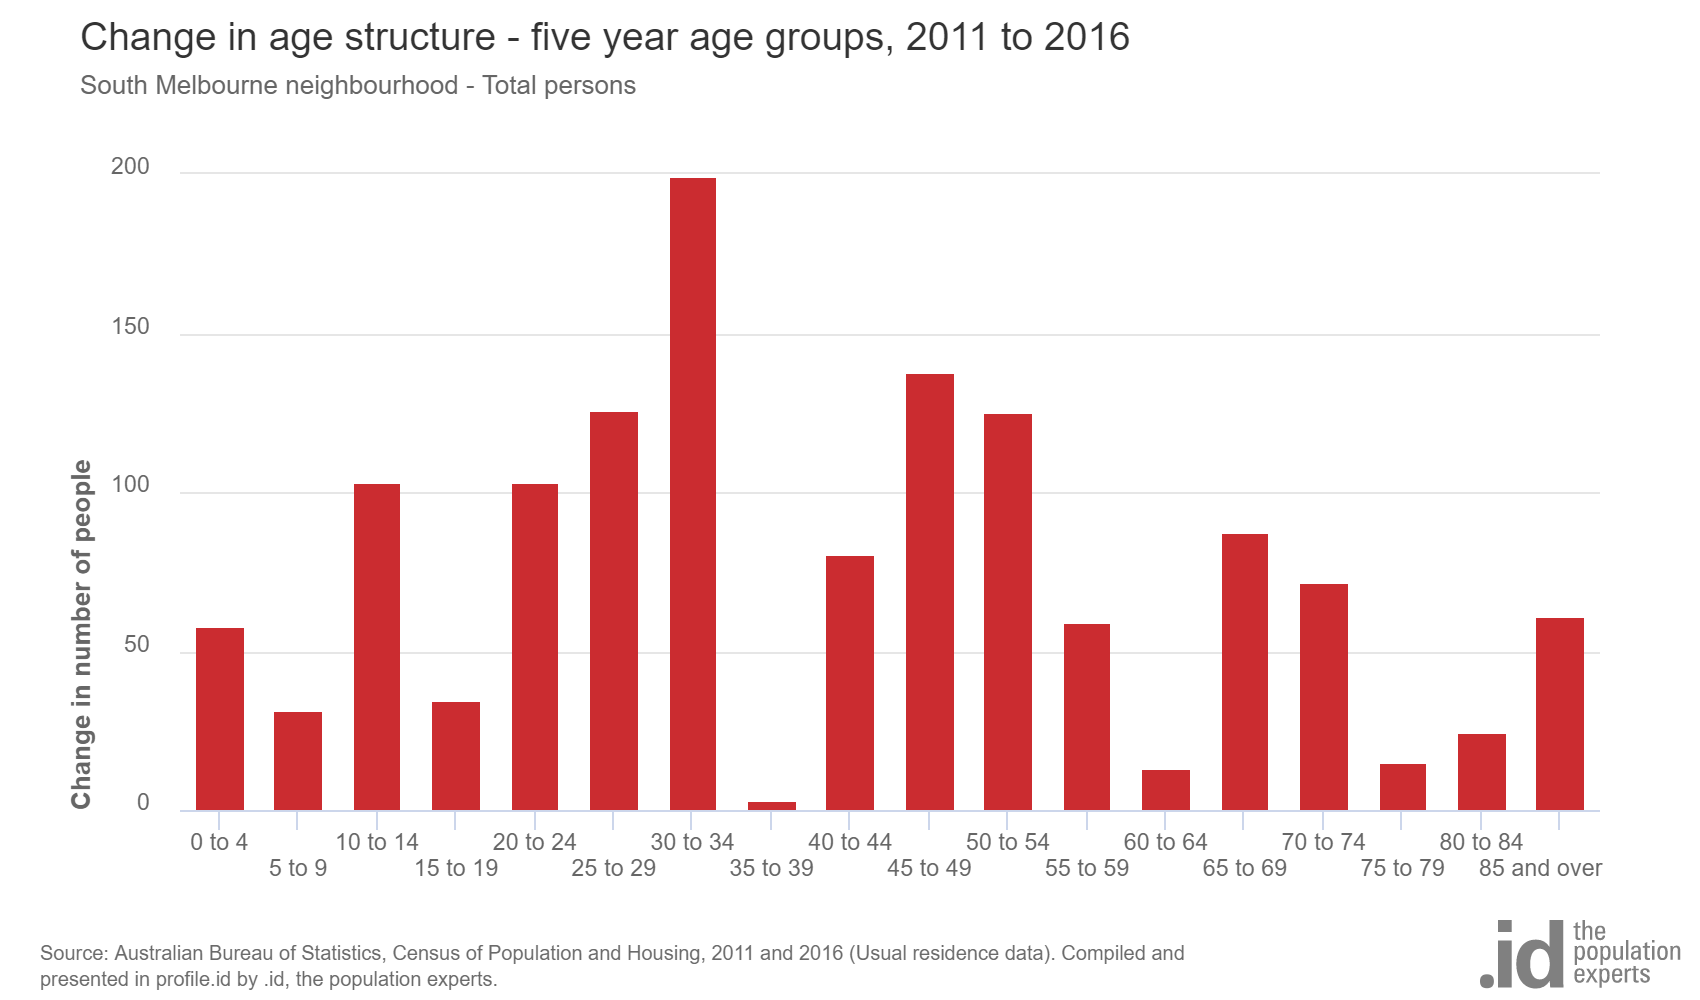 Change in age structure - five year age groups, 2011 to 2016
South Melbourne neighbourhood - Total persons
Change in number of people
200
150
100
50
0
0 to 4
5 to 9
10 to 14
15 to 19
20 to 24
25 to 29
30 to 34
35 to 39
40 to 44
45 to 49
50 to 54
55 to 59
60 to 64
65 to 69
70 to 74
75 to 79
80 to 84
85 and over
Source: Australian Bureau of Statistics, Census of Population and Housing, 2011 and 2016 (Usual residence data). Compiled and
presented in profile.id by .id, the population experts.
.id
the
population
experts